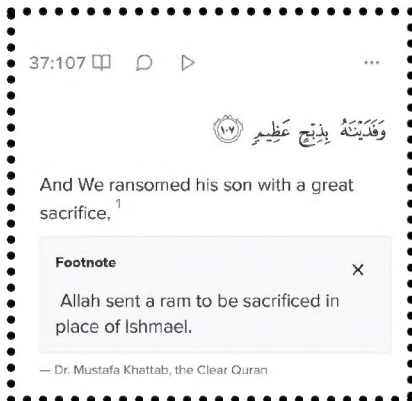 37:107
وَفَدَيْنَـٰهُ بِذِبْحٍ عَظِيمٍ ١٠٧
And We ransomed his son with a great
sacrifice, 1
Footnote
Allah sent a ram to be sacrificed in
place of Ishmael.
— Dr. Mustafa Khattab, the Clear Quran